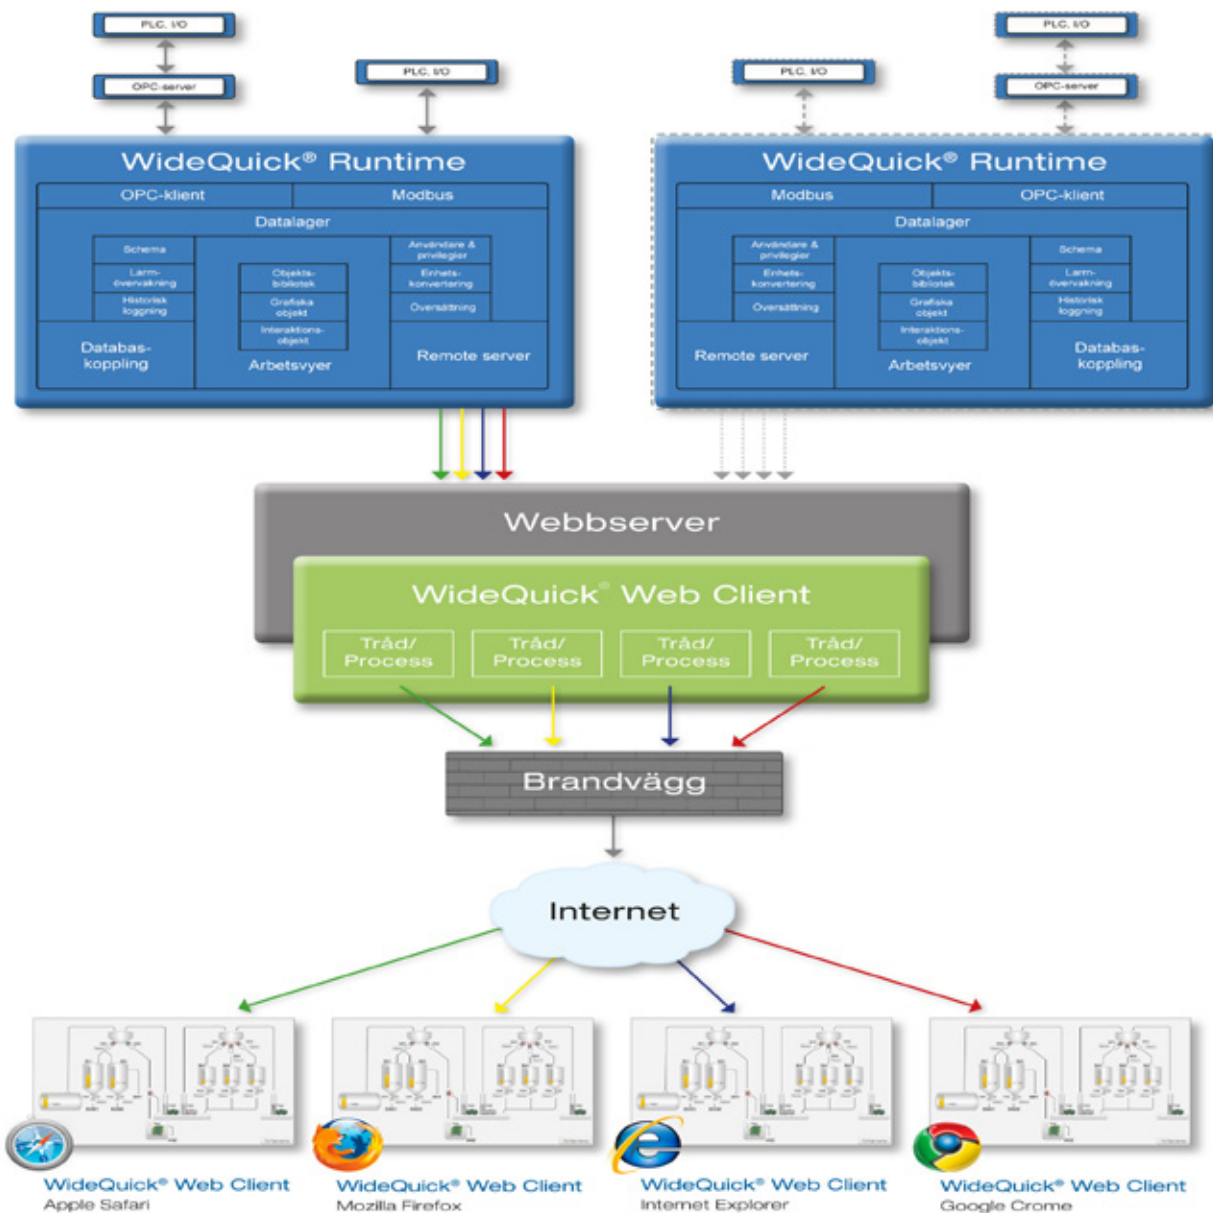 PLC, I/O
OPC-server
PLC, I/O
WideQuick® Runtime
OPC-klient
Modbus
Datalager
Schema
Larm-
övervakning
Historisk
loggning
Objekts-
bibliotek
Grafiska
objekt
Interaktions-
objekt
Användare &
privilegier
Enhets-
konvertering
Översättning
Databas-
koppling
Arbetsvyer
Remote server
PLC, I/O
PLC, I/O
OPC-server
WideQuick® Runtime
Modbus
OPC-klient
Datalager
Användare &
privilegier
Enhets-
konvertering
Översättning
Objekts-
bibliotek
Grafiska
objekt
Interaktions-
objekt
Schema
Larm-
övervakning
Historisk
loggning
Remote server
Arbetsvyer
Databas-
koppling
Webbserver
WideQuick® Web Client
Tråd/
Process
Tråd/
Process
Tråd/
Process
Tråd/
Process
Brandvägg
Internet
WideQuick® Web Client
Apple Safari
WideQuick® Web Client
Mozilla Firefox
WideQuick® Web Client
Internet Explorer
WideQuick® Web Client
Google Crome